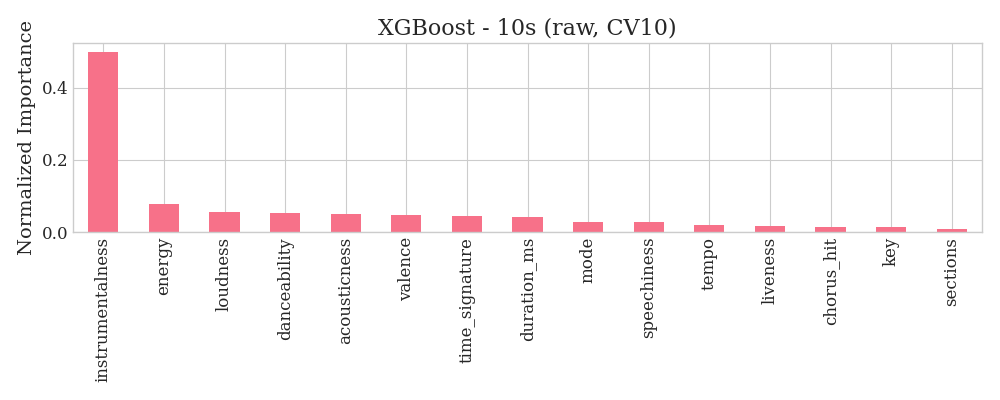 XGBoost - 10s (raw, CV10)
Normalized Importance
0.4
0.2
0.0
instrumentalness
energy
loudness
danceability
acousticness
valence
time_signature
duration_ms
mode
speechiness
tempo
liveness
chorus_hit
key
sections